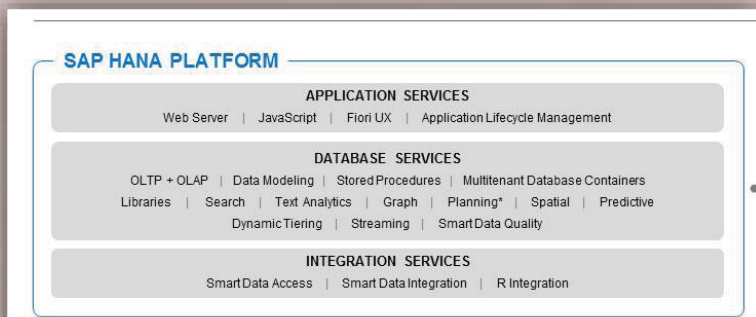 SAP HANA PLATFORM
APPLICATION SERVICES
Web Server | JavaScript | Fiori UX | Application Lifecycle Management
DATABASE SERVICES
OLTP + OLAP | Data Modeling | Stored Procedures | Multitenant Database Containers
Libraries | Search | Text Analytics | Graph | Planning* | Spatial | Predictive
Dynamic Tiering | Streaming | Smart Data Quality
INTEGRATION SERVICES
Smart Data Access | Smart Data Integration | R Integration